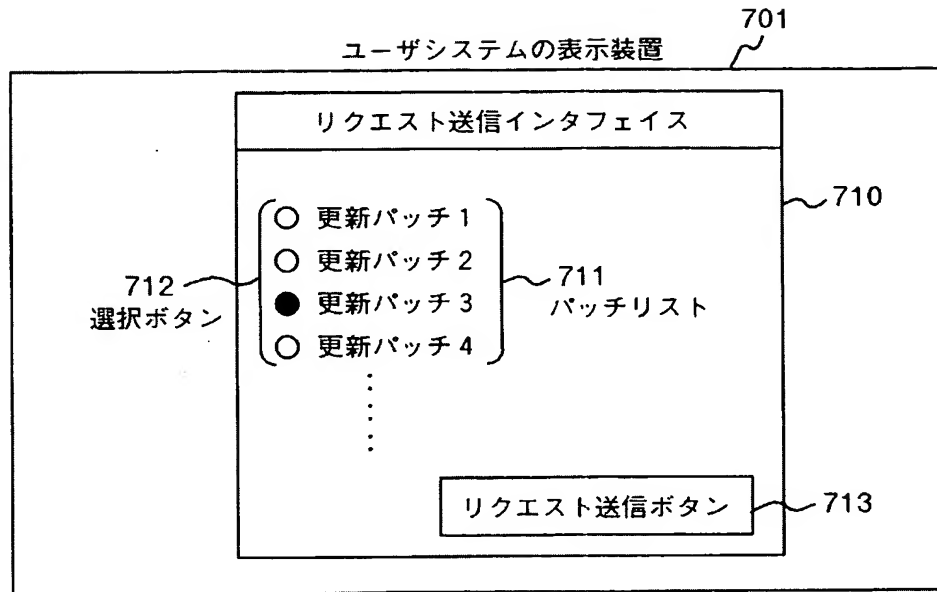 701
ユーザシステムの表示装置
リクエスト送信インタフェイス
710
更新パッチ1
更新パッチ2
712
選択ボタン
更新パッチ3
711
パッチリスト
更新パッチ4
リクエスト送信ボタン
713